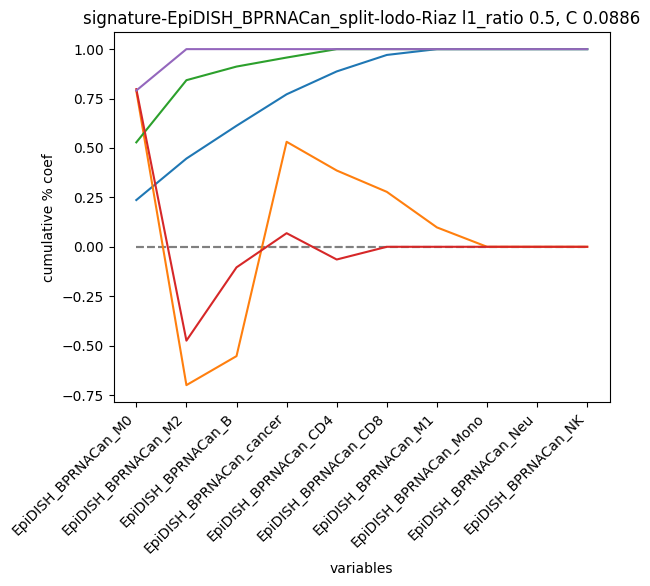 signature-EpiDISH_BPRNACan_split-lodo-Riaz l1_ratio 0.5, C 0.0886
1.00
0.75
0.50
0.25
0.00
−0.25
−0.50
−0.75
cumulative % coef
EpiDISH_BPRNACan_M0
EpiDISH_BPRNACan_M2
EpiDISH_BPRNACan_B
EpiDISH_BPRNACan_cancer
EpiDISH_BPRNACan_CD4
EpiDISH_BPRNACan_CD8
EpiDISH_BPRNACan_M1
EpiDISH_BPRNACan_Mono
EpiDISH_BPRNACan_Neu
EpiDISH_BPRNACan_NK
variables